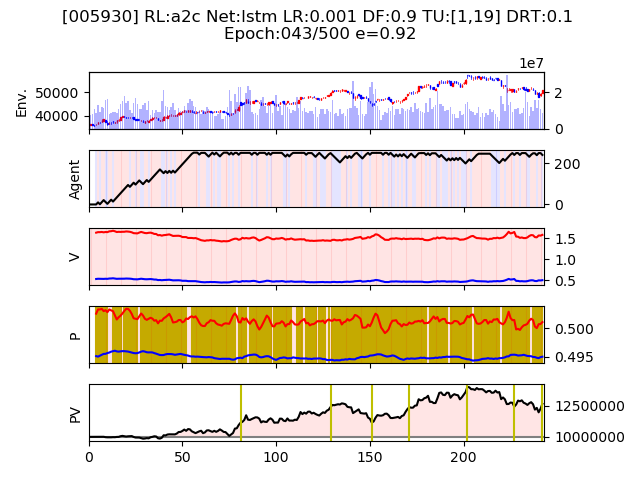 [005930] RL:a2c Net:lstm LR:0.001 DF:0.9 TU:[1,19] DRT:0.1
Epoch:043/500 e=0.92
1e7
Env.
50000
40000
2
0
Agent
200
0
V
1.5
1.0
0.5
P
0.500
0.495
PV
12500000
10000000
0 50 100 150 200